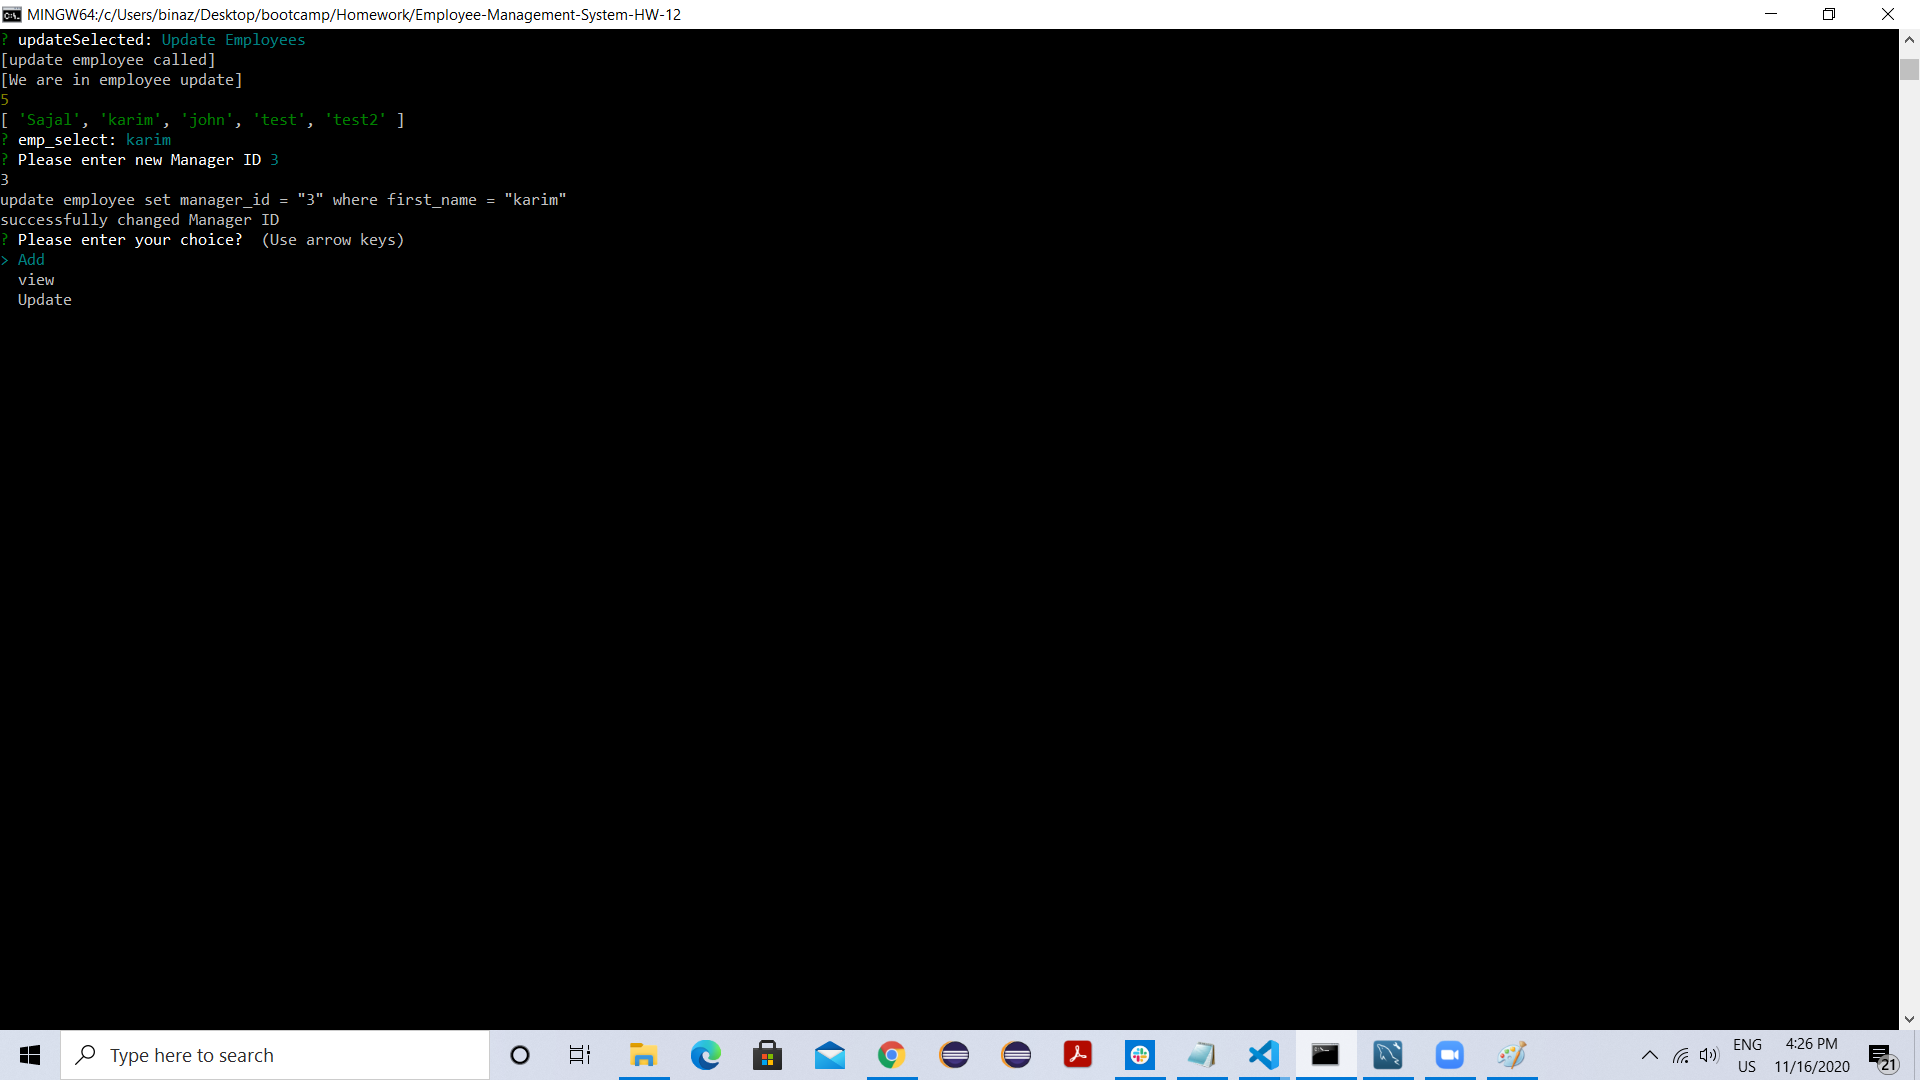 MINGW64:/c/Users/binaz/Desktop/bootcamp/Homework/Employee-Management-System-HW-12
? updateSelected: Update Employees
[update employee called]
[We are in employee update]
5
[ 'Sajal', 'karim', 'john', 'test', 'test2' ]
? emp_select: karim
? Please enter new Manager ID 3
3
update employee set manager_id = "3" where first_name = "karim"
successfully changed Manager ID
? Please enter your choice?  (Use arrow keys)
> Add
  view
  Update
Type here to search
ENG
US
4:26 PM
11/16/2020
21